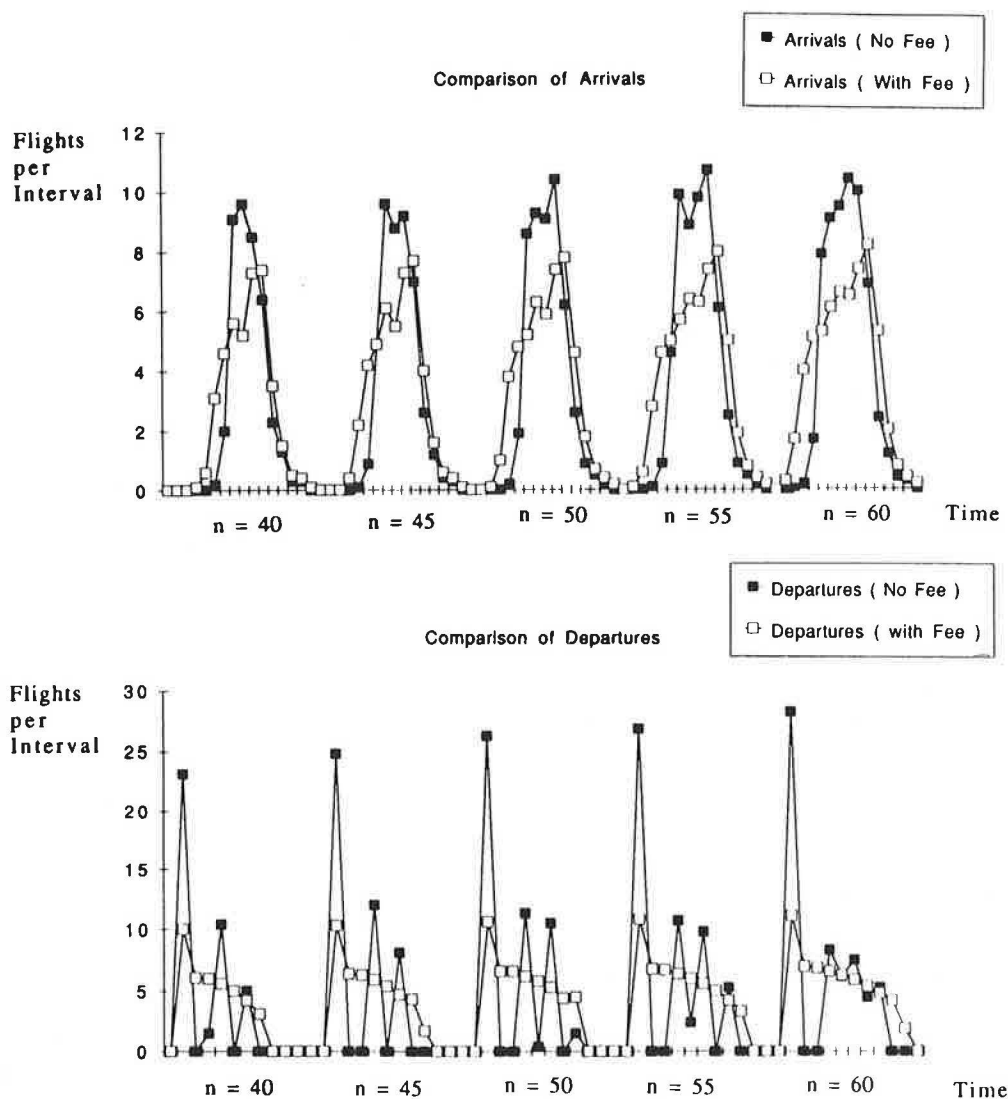 Arrivals ( No Fee )
Arrivals ( With Fee )
Comparison of Arrivals
Flights
per
Interval
12
10
8
6
4
2
0
n = 40 n = 45 n = 50 n = 55 n = 60 Time
Departures ( No Fee )
Departures ( with Fee )
Comparison of Departures
Flights
per
Interval
30
25
20
15
10
5
0
n = 40 n = 45 n = 50 n = 55 n = 60 Time